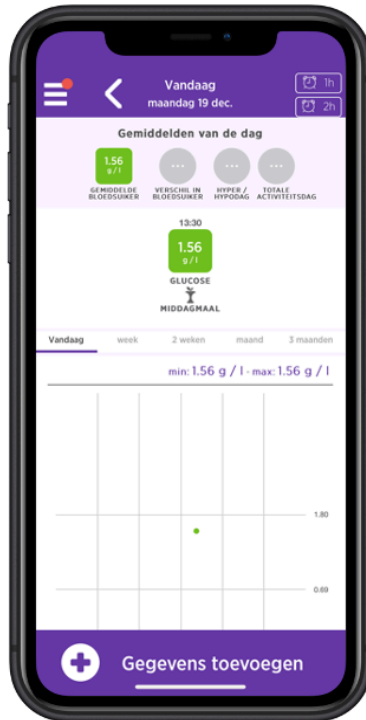 Vandaag
maandag 19 dec.
1h
2h
Gemiddelden van de dag
1.56
g / l
...
...
...
GEMIDDELDE BLOEDSUIKER
VERSCHIL IN BLOEDSUIKER
HYPER / HYPODAG
TOTALE ACTIVITEITSDAG
13:30
1.56
g / l
GLUCOSE
MIDDAGMAAL
Vandaag week 2 weken maand 3 maanden
min: 1.56 g / l - max: 1.56 g / l
1.80
0.69
Gegevens toevoegen